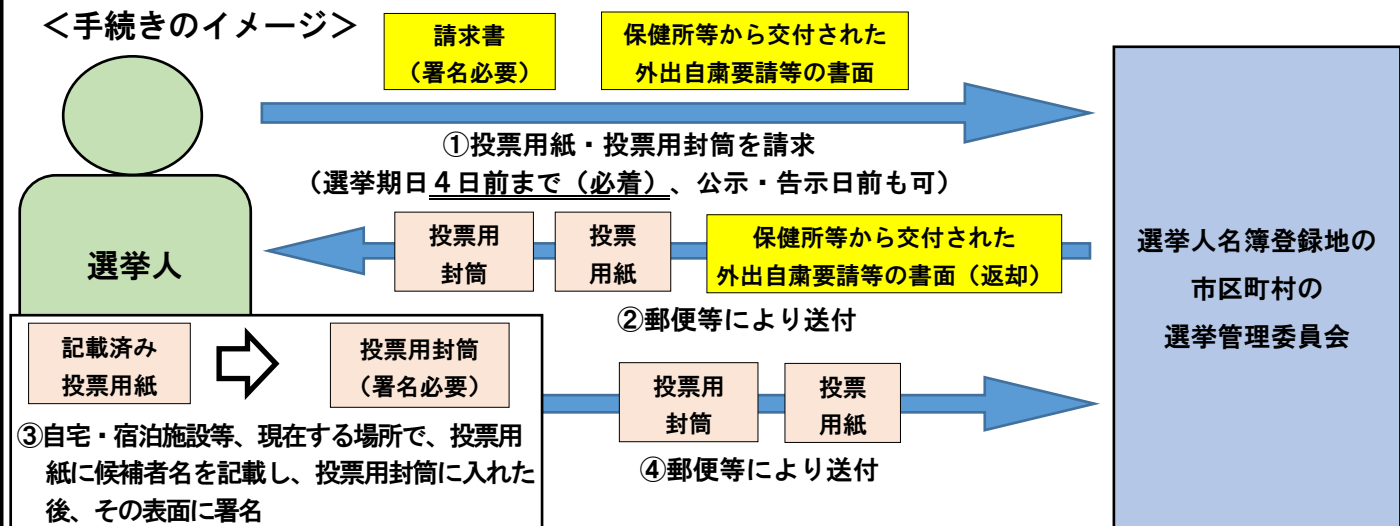 ＜手続きのイメージ＞
請求書
（署名必要）
保健所等から交付された
外出自粛要請等の書面
①投票用紙・投票用封筒を請求
（選挙期日４日前まで（必着）、公示・告示日前も可）
選挙人
投票用
封筒
投票
用紙
保健所等から交付された
外出自粛要請等の書面（返却）
②郵便等により送付
選挙人名簿登録地の
市区町村の
選挙管理委員会
記載済み
投票用紙
投票用封筒
（署名必要）
③自宅・宿泊施設等、現在する場所で、投票用
紙に候補者名を記載し、投票用封筒に入れた
後、その表面に署名
投票用
封筒
投票
用紙
④郵便等により送付